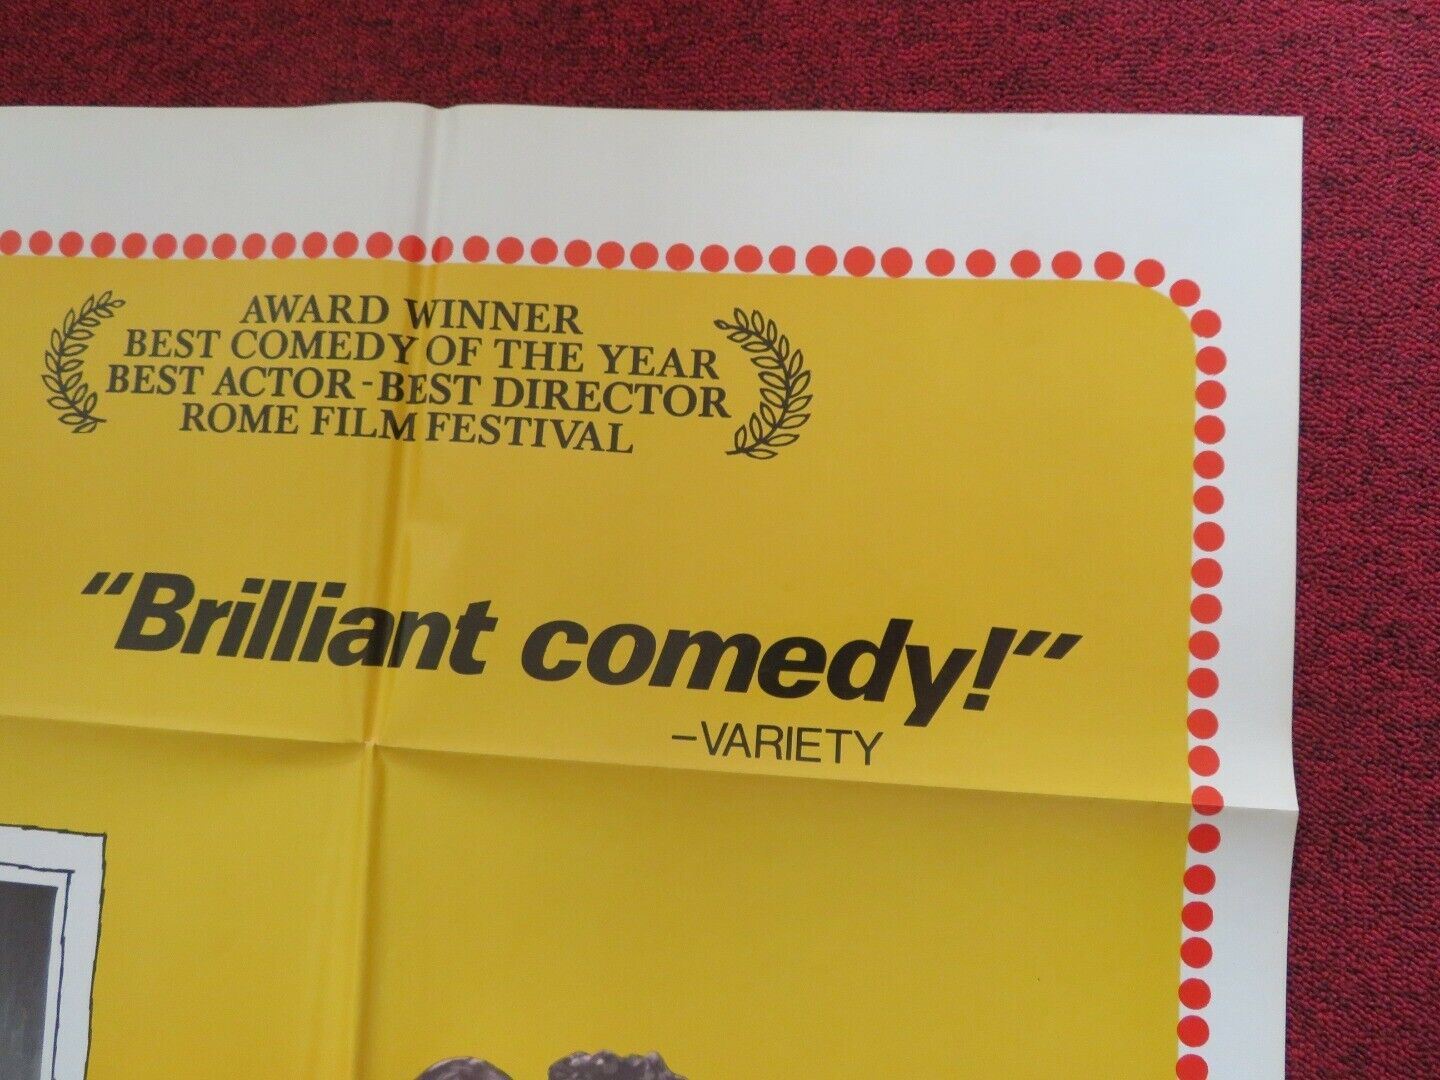 AWARD WINNER
BEST COMEDY OF THE YEAR
BEST ACTOR - BEST DIRECTOR
ROME FILM FESTIVAL
"Brilliant comedy!"
–VARIETY